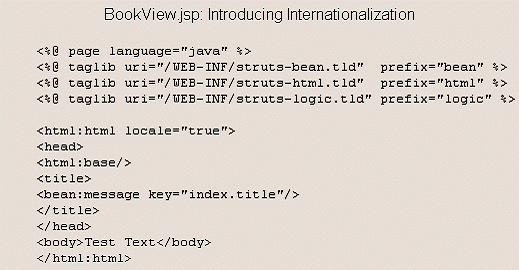 BookView.jsp: Introducing Internationalization
<%@ page language="java" %>
<%@ taglib uri="/WEB-INF/struts-bean.tld"  prefix="bean" %>
<%@ taglib uri="/WEB-INF/struts-html.tld"  prefix="html" %>
<%@ taglib uri="/WEB-INF/struts-logic.tld" prefix="logic" %>
<html:html locale="true">
<head>
<html:base/>
<title>
<bean:message key="index.title"/>
</title>
</head>
<body>Test Text</body>
</html:html>